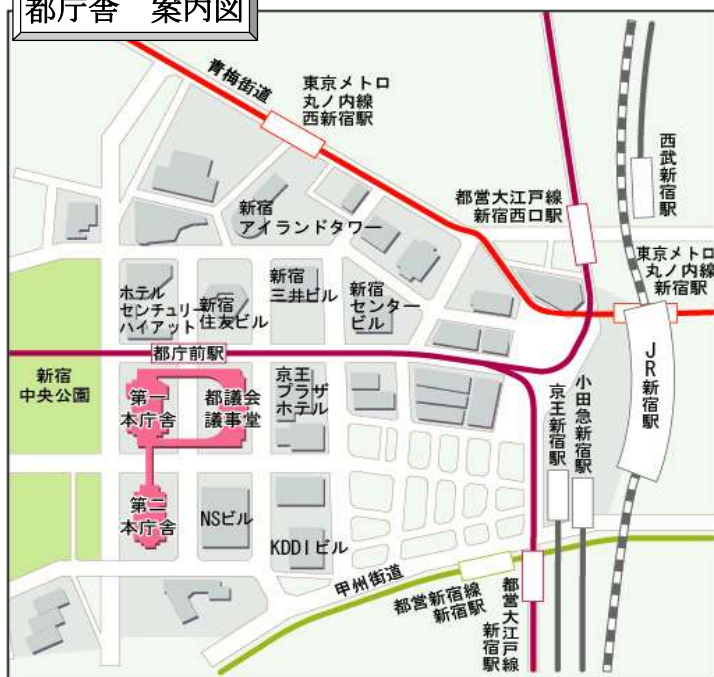 都庁舎　案内図
青梅街道
東京メトロ
丸ノ内線
西新宿駅
西武新宿駅
都営大江戸線
新宿西口駅
新宿
アイランドタワー
東京メトロ
丸ノ内線
新宿駅
ホテル
センチュリー
ハイアット
新宿
住友ビル
新宿
三井ビル
新宿
センター
ビル
都庁前駅
JR新宿駅
新宿
中央公園
第一
本庁舎
都議会
議事堂
京王
プラザ
ホテル
小田急新宿駅
京王新宿駅
第二
本庁舎
NSビル
KDDIビル
甲州街道
都営新宿線
新宿駅
都営大江戸線
新宿駅